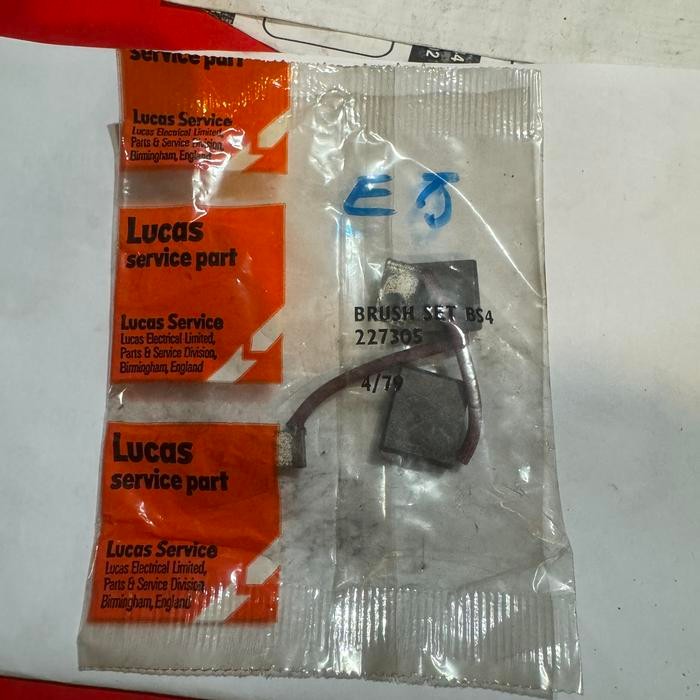 service part
Lucas Service
Lucas Electrical Limited,
Parts & Service Division,
Birmingham, England
Lucas
service part
Lucas Service
Lucas Electrical Limited,
Parts & Service Division,
Birmingham, England
Lucas
service part
Lucas Service
Lucas Electrical Limited,
Parts & Service Division,
Birmingham, England
BRUSH SET BS4
227305
4/79